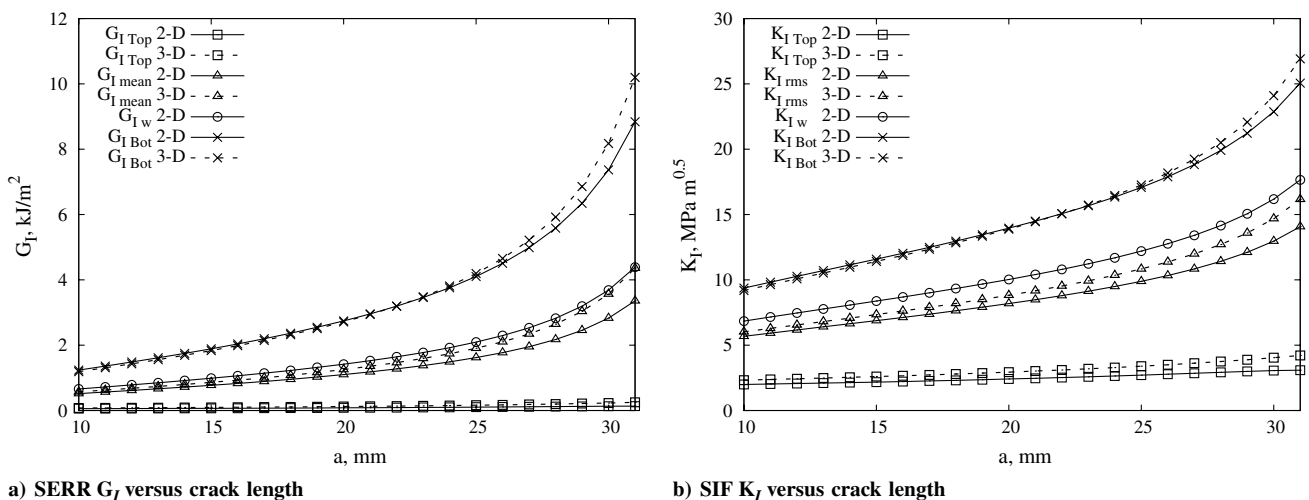 12
10
8
6
4
2
0
G_I, kJ/m^2
G_I Top 2-D
G_I Top 3-D
G_I mean 2-D
G_I mean 3-D
G_I w 2-D
G_I Bot 2-D
G_I Bot 3-D
10 15 20 25 30
a, mm
a) SERR G_I versus crack length
30
25
20
15
10
5
0
K_I, MPa m^0.5
K_I Top 2-D
K_I Top 3-D
K_I rms 2-D
K_I rms 3-D
K_I w 2-D
K_I Bot 2-D
K_I Bot 3-D
10 15 20 25 30
a, mm
b) SIF K_I versus crack length